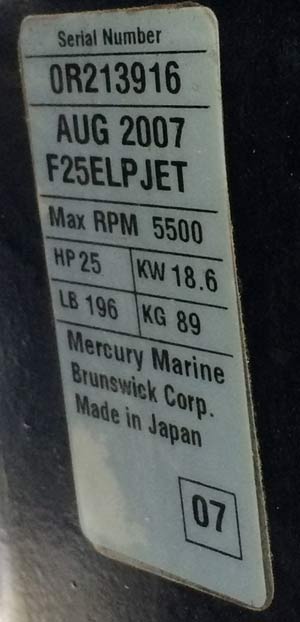 Serial Number
0R213916
AUG 2007
F25ELPJET
Max RPM 5500
HP 25 KW 18.6
LB 196 KG 89
Mercury Marine
Brunswick Corp.
Made in Japan
07